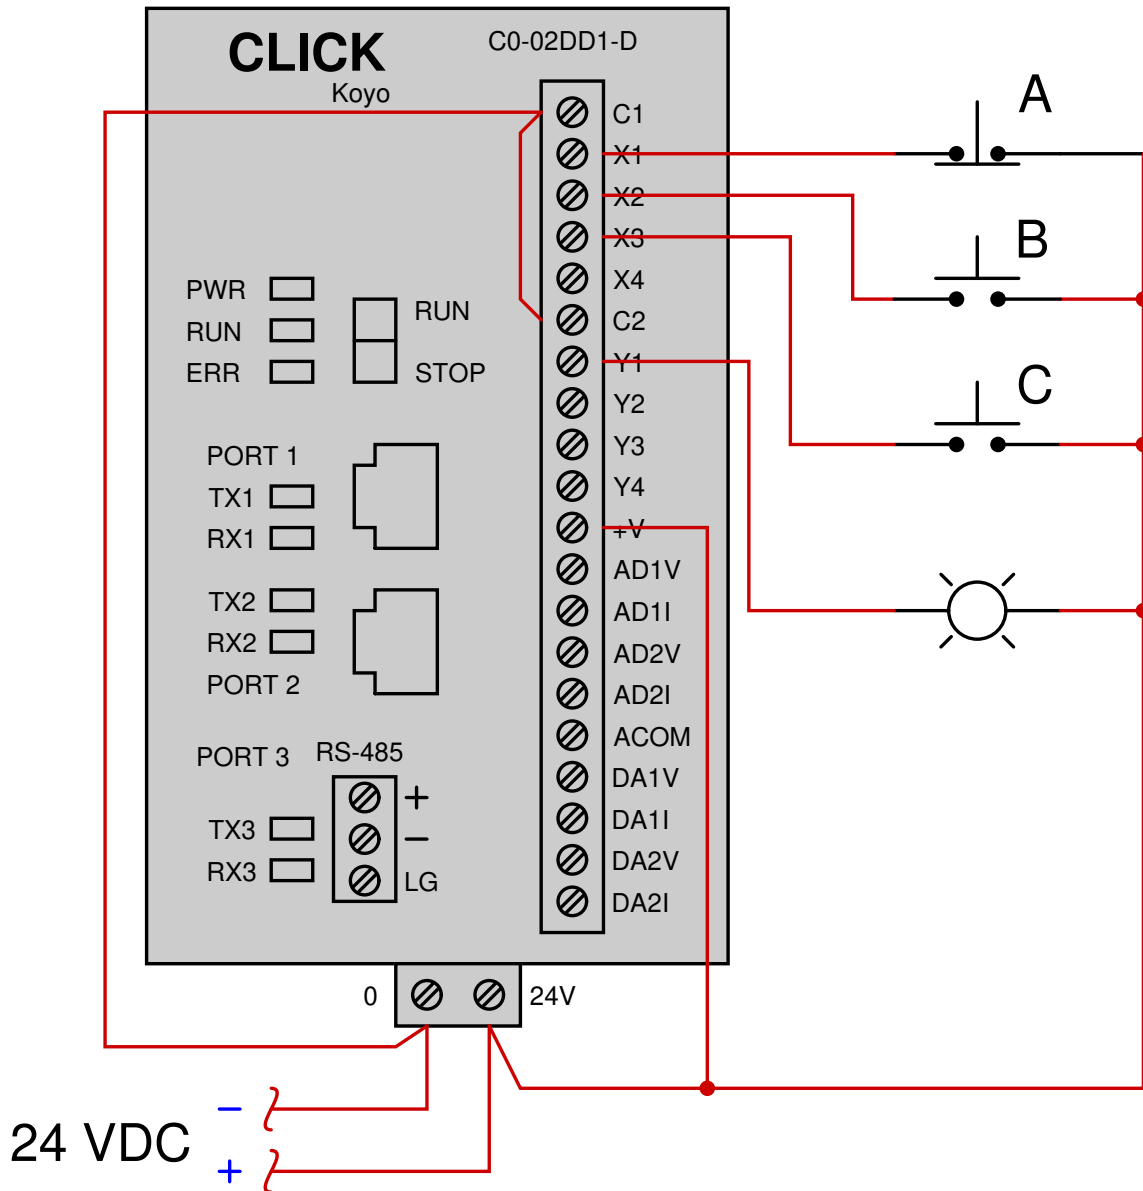 CLICK
Koyo
C0-02DD1-D
C1
X1
X2
X3
X4
C2
Y1
Y2
Y3
Y4
+V
AD1V
AD1I
AD2V
AD2I
ACOM
DA1V
DA1I
DA2V
DA2I
A
B
C
PWR
RUN
ERR
RUN
STOP
PORT 1
TX1
RX1
TX2
RX2
PORT 2
PORT 3
RS-485
+
−
LG
TX3
RX3
0
24V
24 VDC
−
+